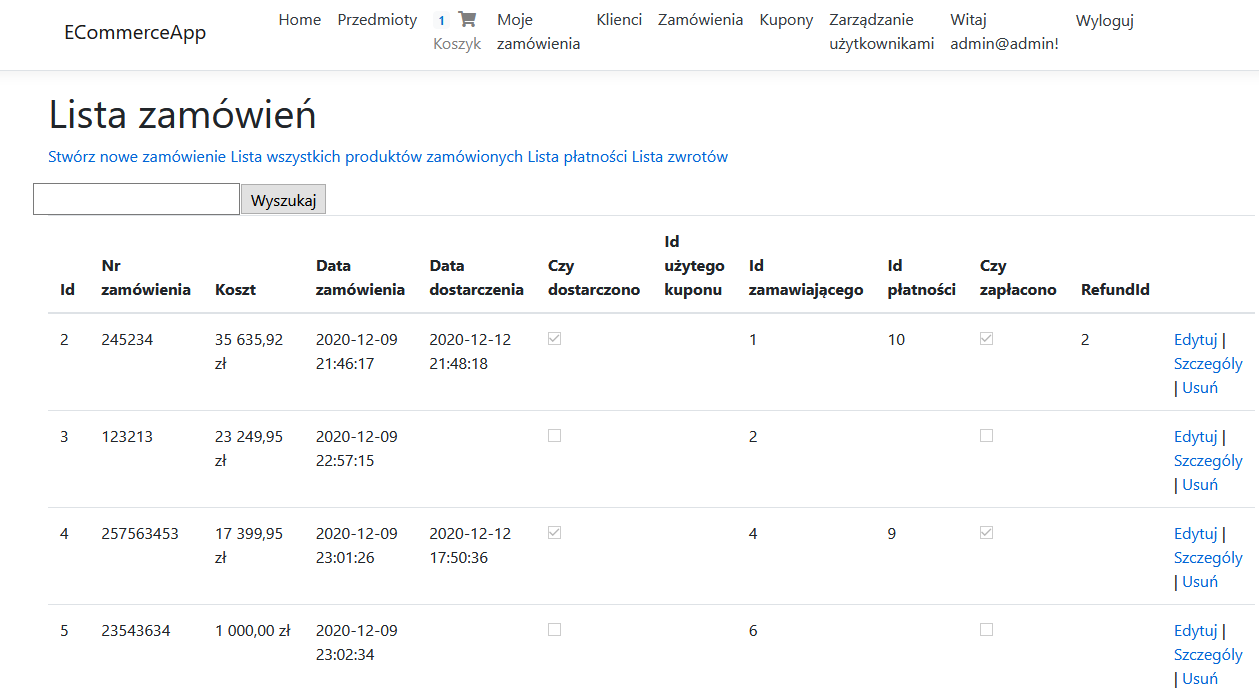 ECommerceApp
Home
Przedmioty
1
Koszyk
Moje
zamówienia
Klienci
Zamówienia
Kupony
Zarządzanie
użytkownikami
Witaj
admin@admin!
Wyloguj
Lista zamówień
Stwórz nowe zamówienie Lista wszystkich produktów zamówionych Lista płatności Lista zwrotów
Wyszukaj
Id
Nr
zamówienia
Koszt
Data
zamówienia
Data
dostarczenia
Czy
dostarczono
Id
użytego
kuponu
Id
zamawiającego
Id
płatności
Czy
zapłacono
RefundId
2
245234
35 635,92
zł
2020-12-09
21:46:17
2020-12-12
21:48:18
1
10
2
Edytuj |
Szczegóły
| Usuń
3
123213
23 249,95
zł
2020-12-09
22:57:15
2
Edytuj |
Szczegóły
| Usuń
4
257563453
17 399,95
zł
2020-12-09
23:01:26
2020-12-12
17:50:36
4
9
Edytuj |
Szczegóły
| Usuń
5
23543634
1 000,00 zł
2020-12-09
23:02:34
6
Edytuj |
Szczegóły
| Usuń